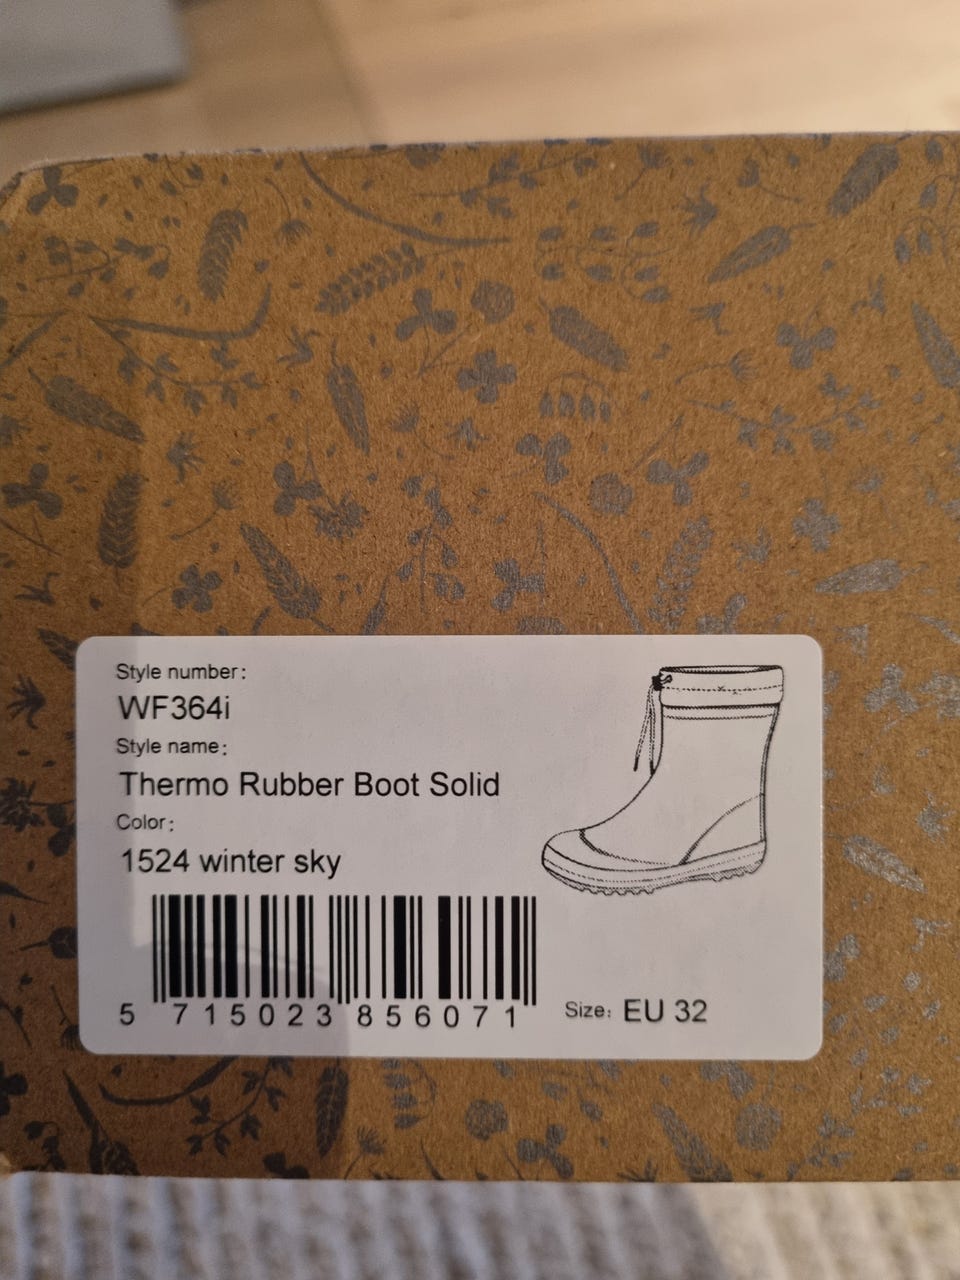 Style number:
WF364i
Style name:
Thermo Rubber Boot Solid
Color:
1524 winter sky
5 715023 856071
Size: EU 32